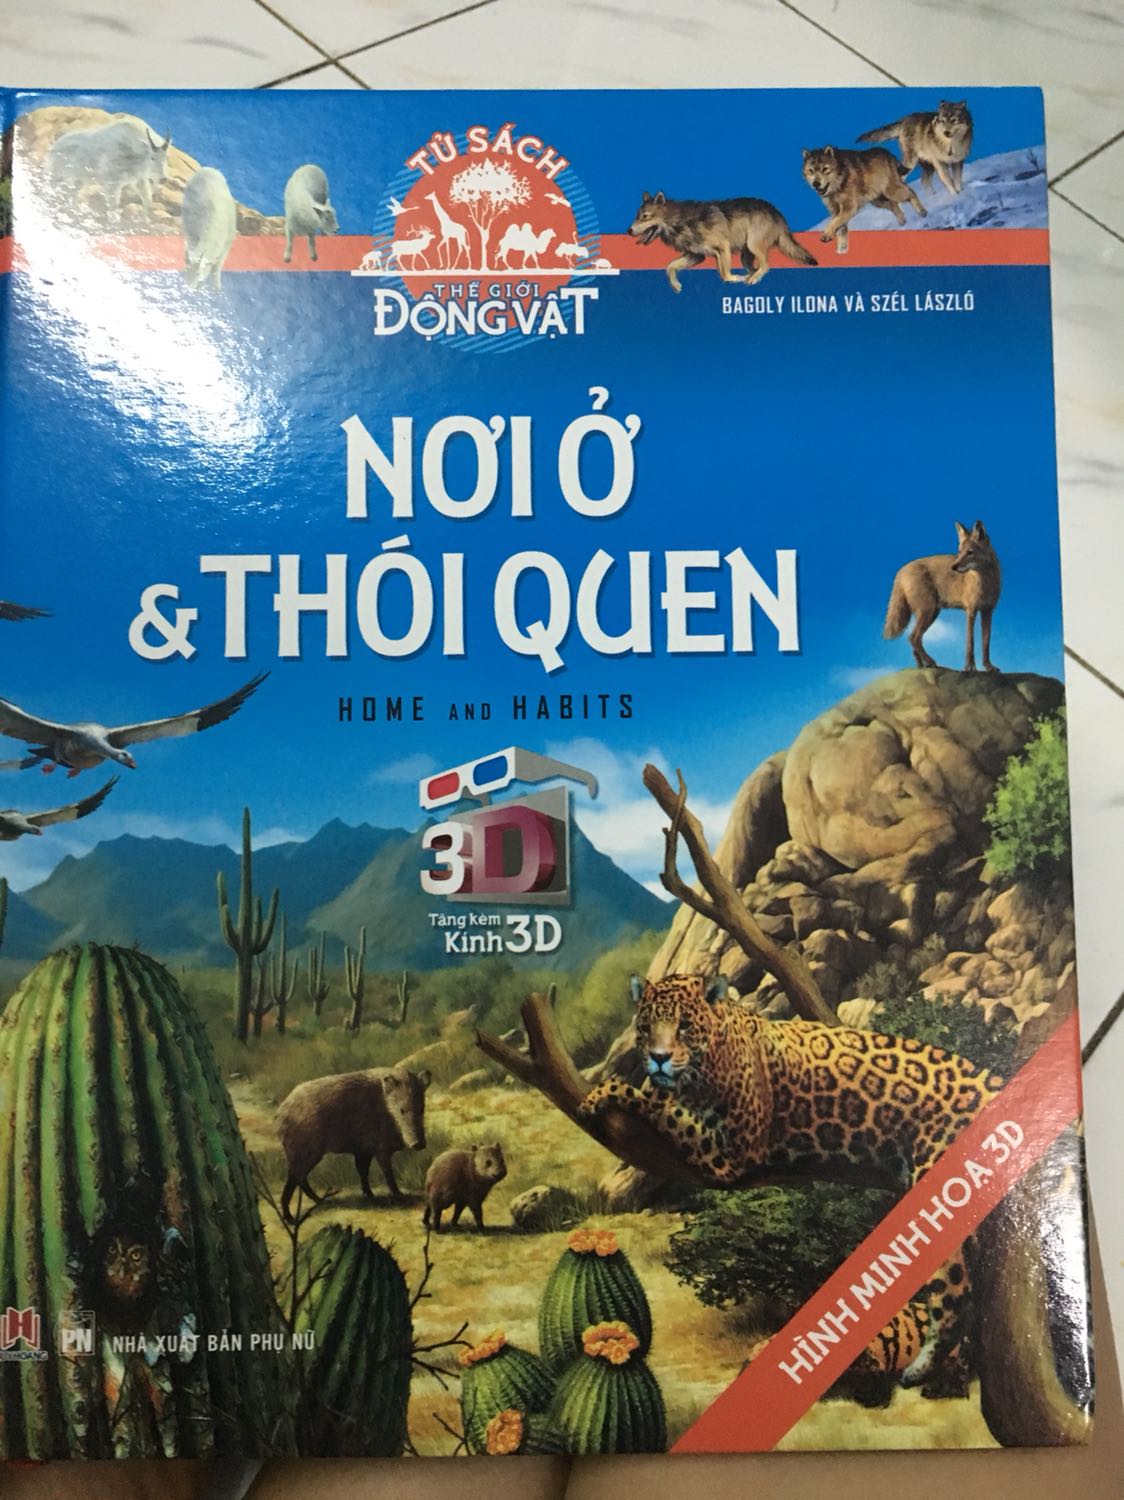 TỦ SÁCH
THẾ GIỚI
ĐỘNG VẬT
BAGOLY ILONA VÀ SZÉL LÁSZLÓ
NƠI Ở
& THÓI QUEN
HOME AND HABITS
3D
Tặng kèm
Kính 3D
HÌNH MINH HOẠ 3D
PN
NHÀ XUẤT BẢN PHỤ NỮ